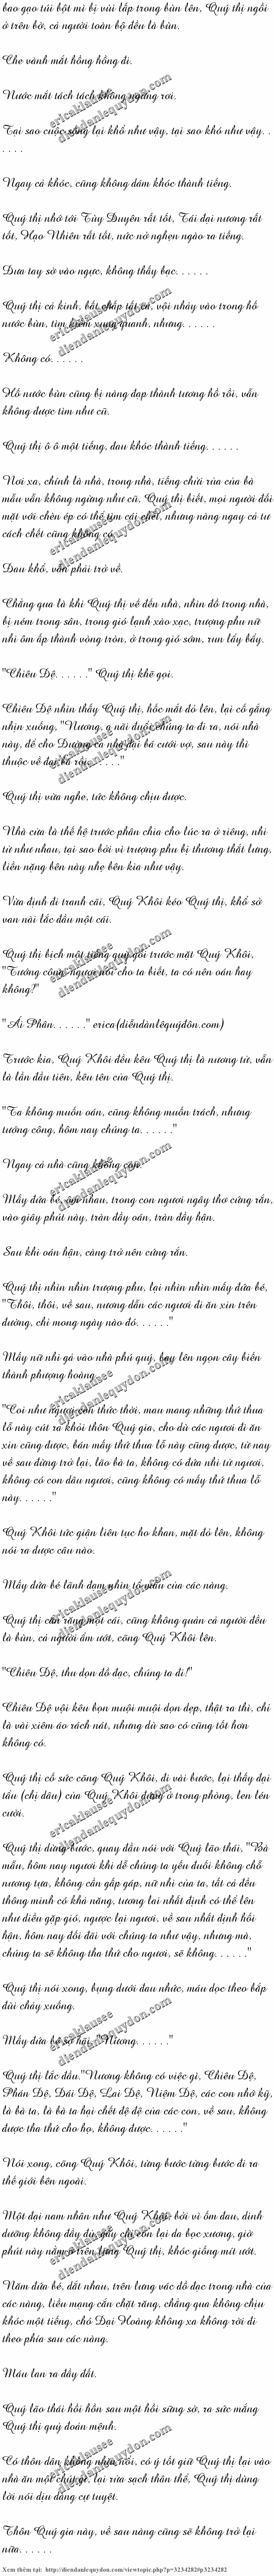 bao gạo túi bột mì bị vùi lấp trong bùn lên, Quý thị ngồi
ở trên bờ, cả người toàn bộ đều là bùn.
Che vành mắt hồng hồng đi.
Nước mắt tách tách không ngừng rơi.
Tại sao cuộc sống lại khổ như vậy, tại sao khó như vậy. .
. . . .
Ngay cả khóc, cũng không dám khóc thành tiếng.
Quý thị nhớ tới Tùy Duyên rất tốt, Tái đại nương rất
tốt, Hạo Nhiên rất tốt, nức nở nghẹn ngào ra tiếng.
Đưa tay sờ vào ngực, không thấy bạc. . . . . .
Quý thị cả kinh, bất chấp tất cả, vội nhảy vào trong hố
nước bùn, tìm kiếm xung quanh, nhưng. . . . . .
Không có. . . . . .
Hố nước bùn cũng bị nàng đạp thành tương hồ rồi, vẫn
không được tìm như cũ.
Quý thị ô ô một tiếng, đau khóc thành tiếng. . . . . .
Nơi xa, chính là nhà, trong nhà, tiếng chửi rủa của bà
mẫu vẫn không ngừng như cũ, Quý thị biết, mọi người đối
mặt với chèn ép có thể tìm cái chết, nhưng nàng ngay cả tư
cách chết cũng không có.
Đau khổ, vẫn phải trở về.
Chẳng qua là khi Quý thị về đến nhà, nhìn đồ trong nhà,
bị ném trong sân, trong gió lạnh xào xạc, trượng phu nữ
nhi ôm ấp thành vòng tròn, ở trong gió sớm, run lẩy bẩy.
"Chiêu Đệ. . . . . ." Quý thị khẽ gọi.
Chiêu Đệ nhìn thấy Quý thị, hốc mắt đỏ lên, lại cố gắng
nhịn xuống, "Nương, bà nội đuổi chúng ta đi ra, nói nhà
này, để cho Đường ca nhà đại bá cưới vợ, sau này thì
thuộc về đại bá rồi. . . . . ."
Quý thị vừa nghe, tức không chịu được.
Nhà cửa là thế hệ trước phân chia cho lúc ra ở riêng, nhi
tử như nhau, tại sao bởi vì trượng phu bị thương thắt lưng,
liền nặng bên này nhẹ bên kia như vậy.
Vừa định đi tranh cãi, Quý Khôi kéo Quý thị, khổ sở
van nài lắc đầu một cái.
Quý thị bịch một tiếng quỳ gối trước mặt Quý Khôi,
"Tướng công, ngươi nói cho ta biết, ta có nên oán hay
không?"
"Ái Phân. . . . . ." erica(diễndànlêquýđôn.com)
Trước kia, Quý Khôi đều kêu Quý thị là nương tử, vẫn
là lần đầu tiên, kêu tên của Quý thị.
"Ta không muốn oán, cũng không muốn trách, nhưng
tướng công, hôm nay chúng ta. . . . . ."
Ngay cả nhà cũng không còn.
Mấy đứa bé, ôm nhau, trong con ngươi ngây thơ cứng rắn,
vào giây phút này, tràn đầy oán, tràn đầy hận.
Sau khi oán hận, càng trở nên cứng rắn.
Quý thị nhìn nhìn trượng phu, lại nhìn nhìn mấy đứa bé,
"Thôi, thôi, về sau, nương dẫn các ngươi đi ăn xin trên
đường, chỉ mong ngày nào đó. . . . . ."
Mấy nữ nhi gả vào nhà phú quý, bay lên ngọn cây biến
thành phượng hoàng.
"Coi như ngươi còn thức thời, mau mang những thứ thua
lỗ này cút ra khỏi thôn Quý gia, cho dù các ngươi đi ăn
xin cũng được, bán mấy thứ thua lỗ này cũng được, từ nay
về sau đừng trở lại, lão bà ta, không có đứa nhi tử ngươi,
không có con dâu ngươi, cũng không có mấy thứ thua lỗ
này. . . . . ."
Quý Khôi tức giận liên tục ho khan, mặt đỏ lên, không
nói ra được câu nào.
Mấy đứa bé lãnh đạm nhìn tổ mẫu của các nàng.
Quý thị cắn răng một cái, cũng không quản cả người đều
là bùn, cả người ẩm ướt, cõng Quý Khôi lên.
"Chiêu Đệ, thu dọn đồ đạc, chúng ta đi!"
Chiêu Đệ vội kêu bọn muội muội dọn dẹp, thật ra thì, chỉ
là vài xiêm áo rách nát, nhưng dù sao có cũng tốt hơn
không có.
Quý thị cố sức cõng Quý Khôi, đi vài bước, lại thấy đại
tẩu (chị dâu) của Quý Khôi đứng ở trong phòng, len lén
cười.
Quý thị dừng bước, quay đầu nói với Quý lão thái, "Bà
mẫu, hôm nay ngươi khi dễ chúng ta yếu đuối không chỗ
nương tựa, không cần gấp gáp, nữ nhi của ta, tất cả đều
thông minh có khả năng, tương lai nhất định có thể lên
như diều gặp gió, ngược lại ngươi, về sau nhất định hối
hận, hôm nay đối đãi với chúng ta như vậy, nhưng mà,
chúng ta sẽ không tha thứ cho ngươi, sẽ không. . . . . ."
Quý thị nói xong, bụng dưới đau nhức, máu dọc theo bắp
đùi chảy xuống.
Mấy đứa bé sợ hãi, "Nương. . . . . ."
Quý thị lắc đầu."Nương không có việc gì, Chiêu Đệ,
Phán Đệ, Dái Đệ, Lai Đệ, Niệm Đệ, các con nhớ kỹ,
là bà ta, là bà ta hại chết đệ đệ của các con, về sau, không
được tha thứ cho họ, không được. . . . . ."
Nói xong, cõng Quý Khôi, từng bước từng bước đi ra
thế giới bên ngoài.
Một đại nam nhân như Quý Khôi, bởi vì ốm đau, dinh
dưỡng không đầy đủ, gầy chỉ còn lại da bọc xương, giờ
phút này nằm ở trên lưng Quý thị, khóc giống mít ướt.
Năm đứa bé, dắt nhau, trên lưng vác đồ đạc trong nhà của
các nàng, liều mạng cắn chặt răng, chẳng qua không chịu
khóc một tiếng, chó Đại Hoàng không xa không rời đi
theo phía sau các nàng.
Máu lan ra đầy đất.
Quý lão thái hồi hồn sau một hồi sững sờ, ra sức mắng
Quý thị quỷ đoản mệnh.
Có thôn dân không nhịn nổi, có ý tốt giữ Quý thị lại vào
nhà ăn một chút gì, lại rửa sạch thân thể, Quý thị dùng
lời nói dịu dàng cự tuyệt.
Thôn Quý gia này, về sau nàng cũng sẽ không trở lại
nữa. . . . . .
Xem thêm tại: http://diendanlequydon.com/viewtopic.php?p=3234282#p3234282